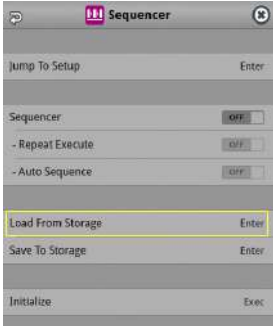 Sequencer
Jump To Setup Enter
Sequencer OFF
- Repeat Execute OFF
- Auto Sequence OFF
Load From Storage Enter
Save To Storage Enter
Initialize Exec